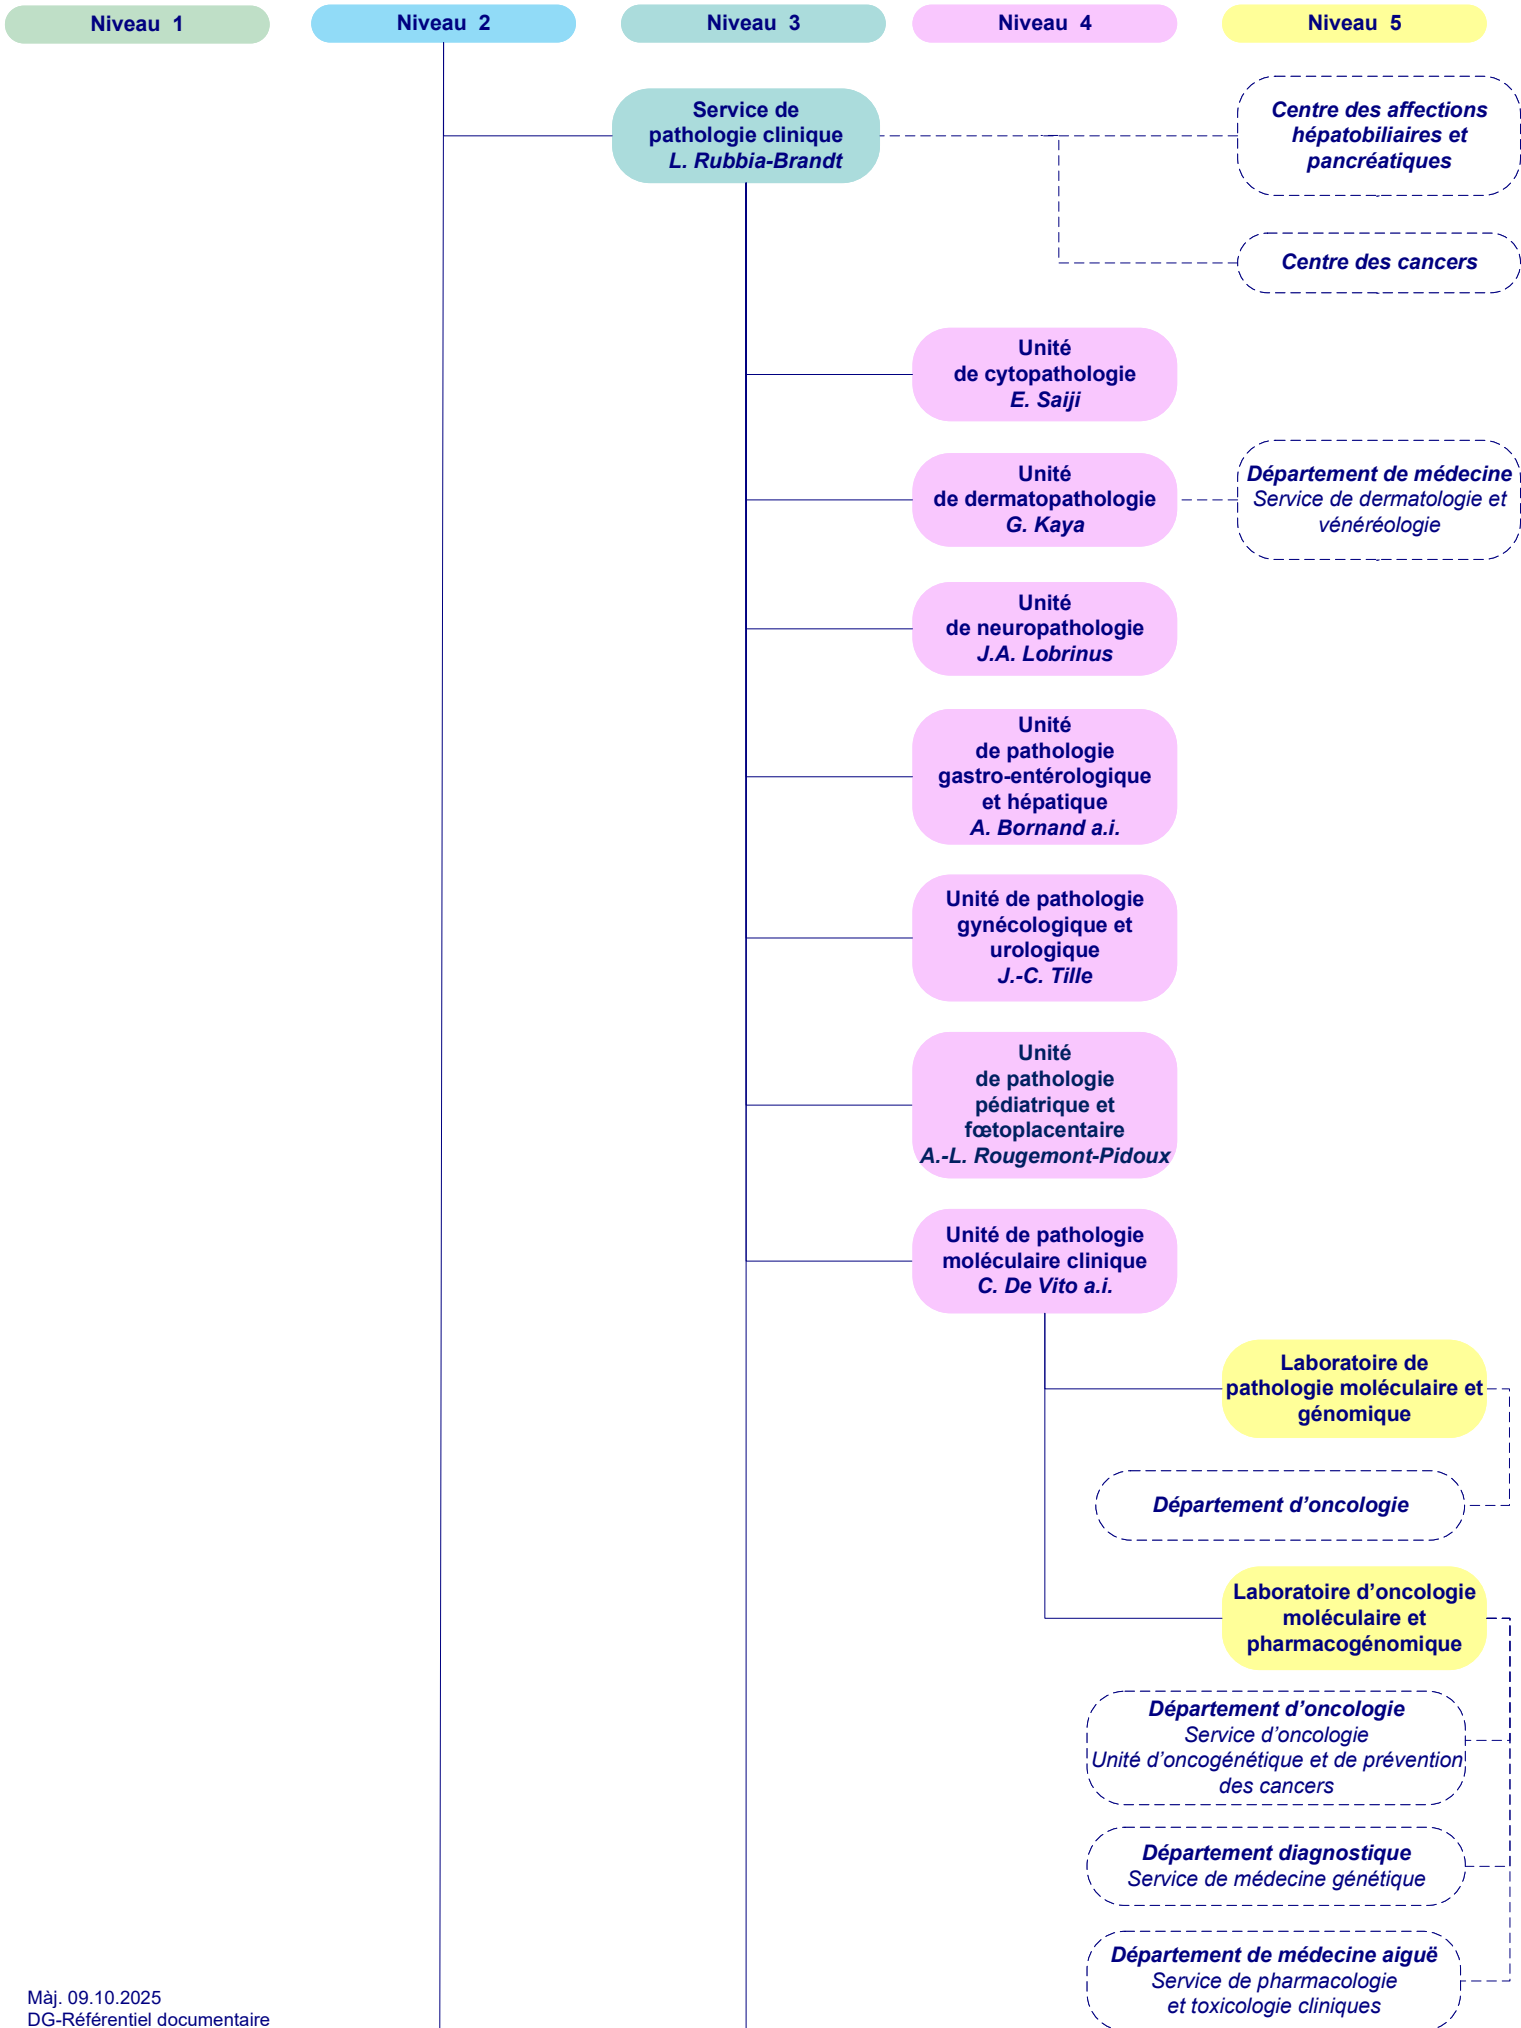 Niveau 1
Niveau 2
Niveau 3
Niveau 4
Niveau 5
Service de
pathologie clinique
L. Rubbia-Brandt
Centre des affections
hépatobiliaires et
pancréatiques
Centre des cancers
Unité
de cytopathologie
E. Saiji
Unité
de dermatopathologie
G. Kaya
Département de médecine
Service de dermatologie et
vénéréologie
Unité
de neuropathologie
J.A. Lobrinus
Unité
de pathologie
gastro-entérologique
et hépatique
A. Bornand a.i.
Unité de pathologie
gynécologique et
urologique
J.-C. Tille
Unité
de pathologie
pédiatrique et
fœtoplacentaire
A.-L. Rougemont-Pidoux
Unité de pathologie
moléculaire clinique
C. De Vito a.i.
Laboratoire de
pathologie moléculaire et
génomique
Département d’oncologie
Laboratoire d’oncologie
moléculaire et
pharmacogénomique
Département d’oncologie
Service d’oncologie
Unité d’oncogénétique et de prévention
des cancers
Département diagnostique
Service de médecine génétique
Département de médecine aiguë
Service de pharmacologie
et toxicologie cliniques
Màj. 09.10.2025
DG-Référentiel documentaire